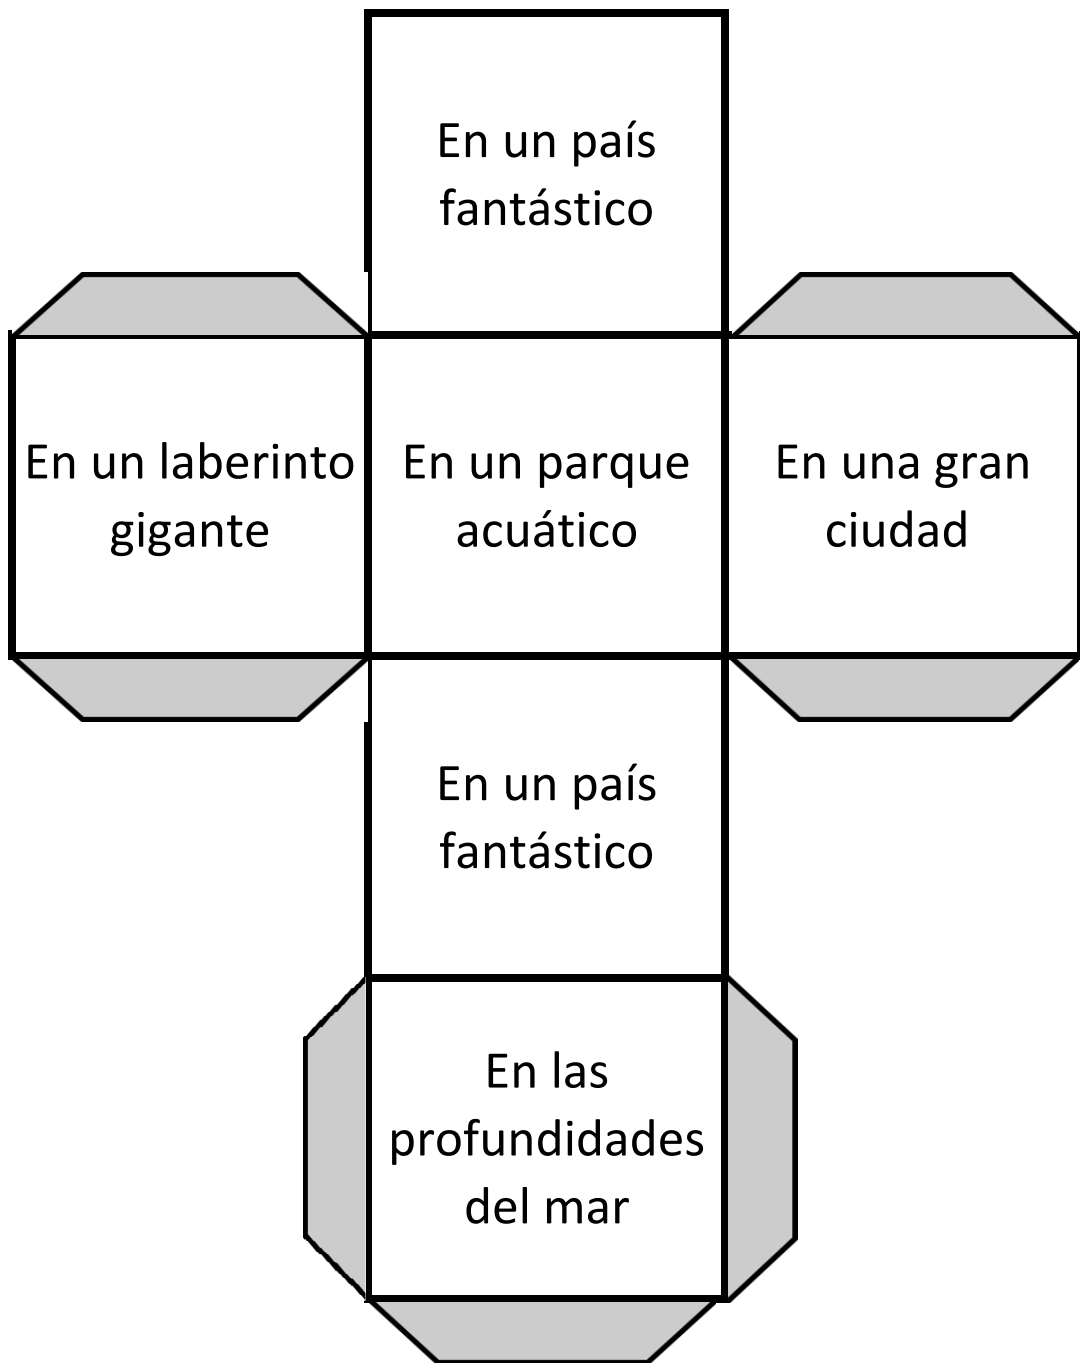 En un país
fantástico
En un laberinto
gigante
En un parque
acuático
En una gran
ciudad
En un país
fantástico
En las
profundidades
del mar